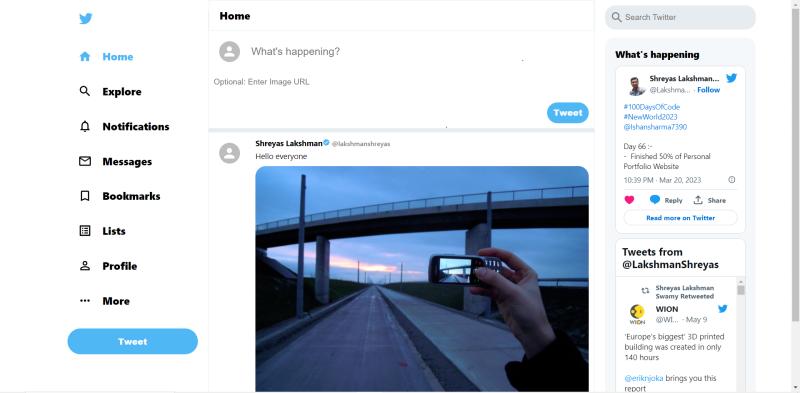 Home
Explore
Notifications
Messages
Bookmarks
Lists
Profile
More
Tweet
Home
What's happening?
Optional: Enter Image URL
Tweet
Shreyas Lakshman @lakshmanshreyas
Hello everyone
Search Twitter
What's happening
Shreyas Lakshman...
@Lakshma... · Follow
#100DaysOfCode
#NewWorld2023
@Ishansharma7390
Day 66 :-
- Finished 50% of Personal
Portfolio Website
10:39 PM · Mar 20, 2023
Reply
Share
Read more on Twitter
Tweets from
@LakshmanShreyas
Shreyas Lakshman
Swamy Retweeted
WION
WION
@WI... · May 9
'Europe's biggest' 3D printed
building was created in only
140 hours
@eriknjoka brings you this
report